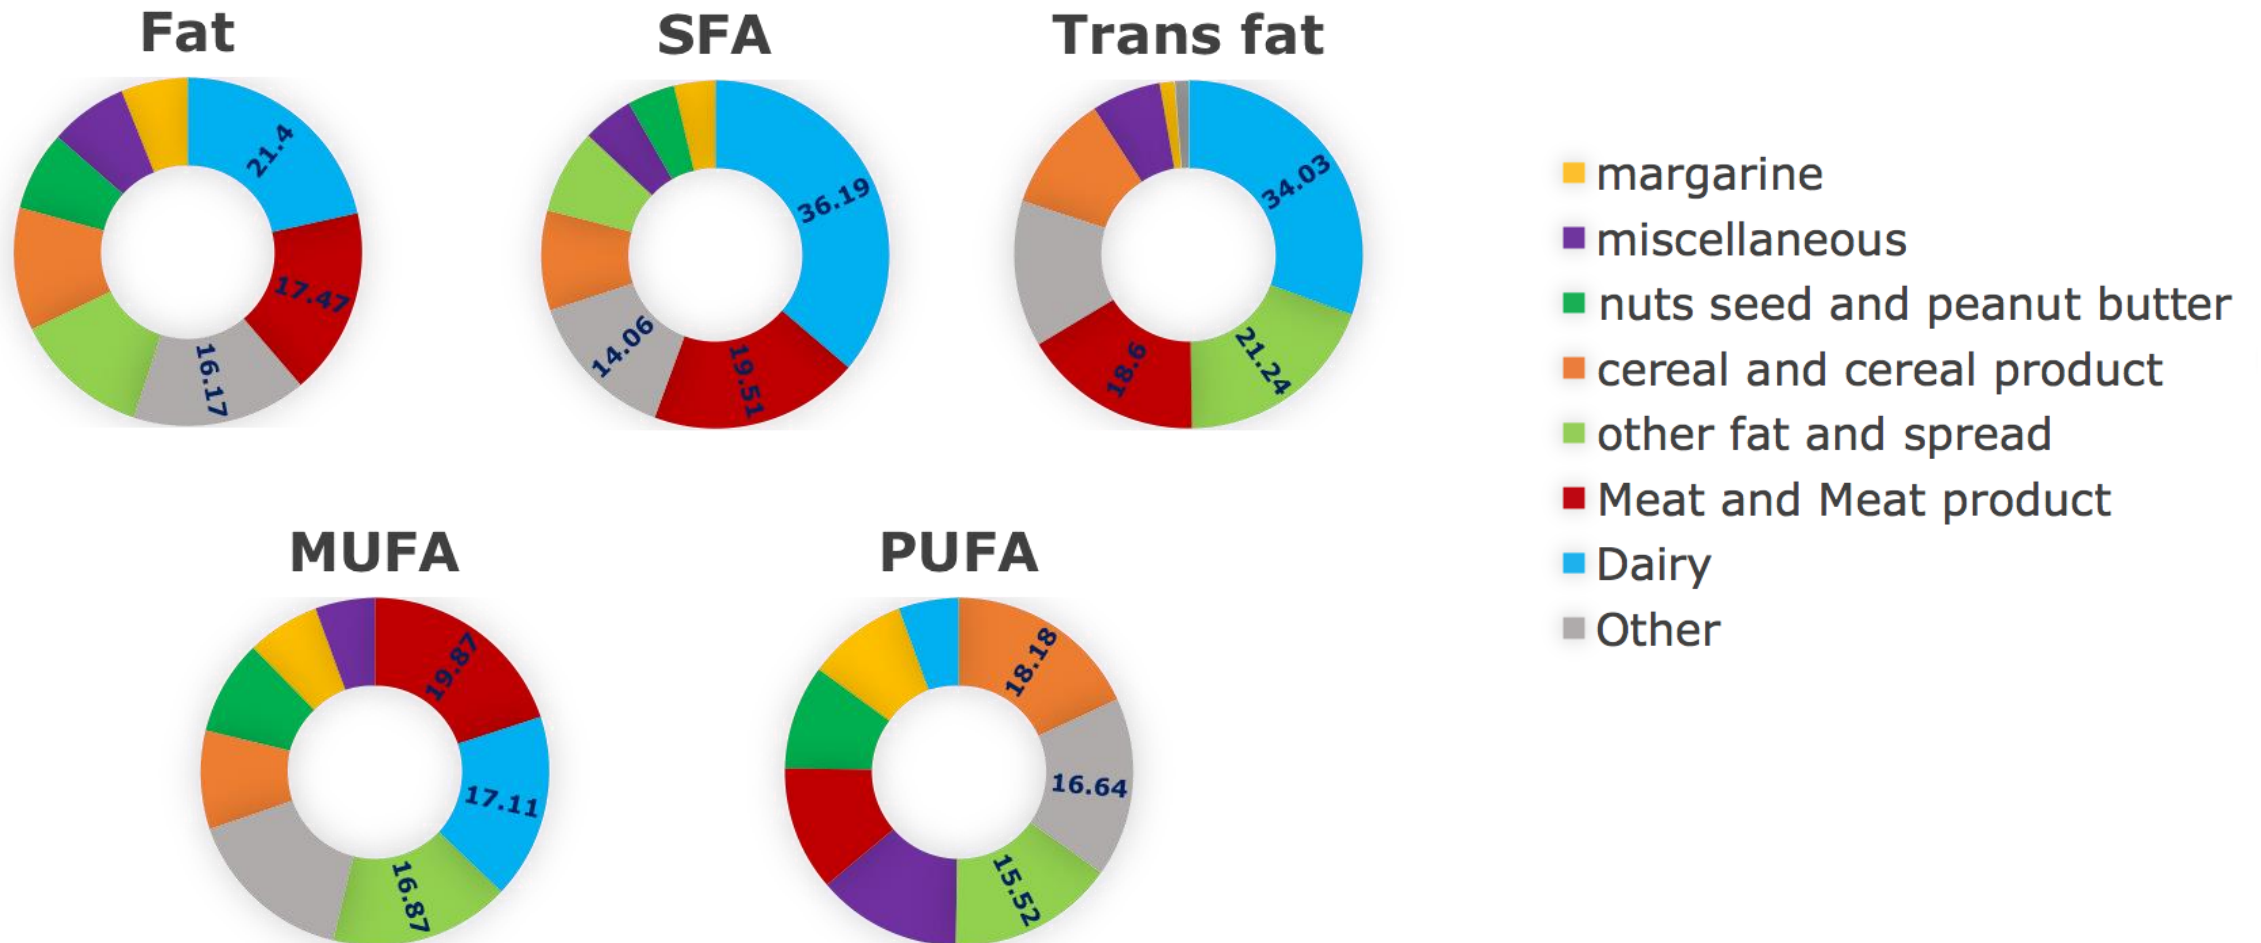 Fat
21.4
17.47
16.17
SFA
36.19
19.51
14.06
Trans fat
34.03
21.24
18.6
MUFA
19.87
17.11
16.87
PUFA
18.18
16.64
15.52
margarine
miscellaneous
nuts seed and peanut butter
cereal and cereal product
other fat and spread
Meat and Meat product
Dairy
Other